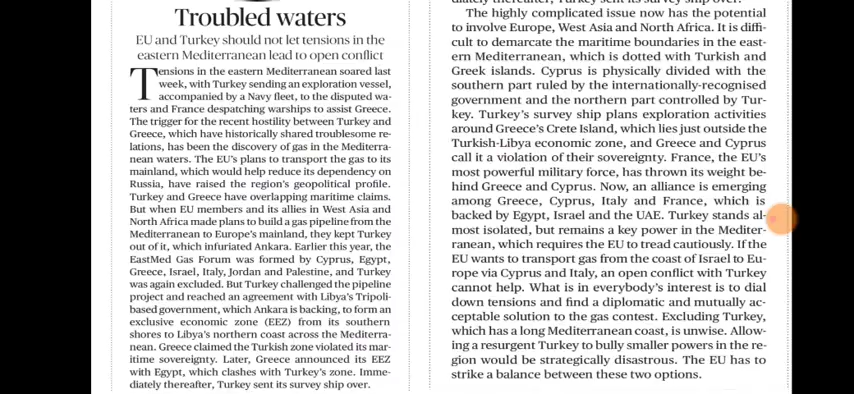 Troubled waters
EU and Turkey should not let tensions in the
eastern Mediterranean lead to open conflict
Tensions in the eastern Mediterranean soared last
week, with Turkey sending an exploration vessel,
accompanied by a Navy fleet, to the disputed wa-
ters and France despatching warships to assist Greece.
The trigger for the recent hostility between Turkey and
Greece, which have historically shared troublesome re-
lations, has been the discovery of gas in the Mediterra-
nean waters. The EU's plans to transport the gas to its
mainland, which would help reduce its dependency on
Russia, have raised the region's geopolitical profile.
Turkey and Greece have overlapping maritime claims.
But when EU members and its allies in West Asia and
North Africa made plans to build a gas pipeline from the
Mediterranean to Europe's mainland, they kept Turkey
out of it, which infuriated Ankara. Earlier this year, the
EastMed Gas Forum was formed by Cyprus, Egypt,
Greece, Israel, Italy, Jordan and Palestine, and Turkey
was again excluded. But Turkey challenged the pipeline
project and reached an agreement with Libya's Tripoli-
based government, which Ankara is backing, to form an
exclusive economic zone (EEZ) from its southern
shores to Libya's northern coast across the Mediterra-
nean. Greece claimed the Turkish zone violated its mar-
itime sovereignty. Later, Greece announced its EEZ
with Egypt, which clashes with Turkey's zone. Imme-
diately thereafter, Turkey sent its survey ship over.
diately thereafter, Turkey sent its survey ship over.
The highly complicated issue now has the potential
to involve Europe, West Asia and North Africa. It is diffi-
cult to demarcate the maritime boundaries in the east-
ern Mediterranean, which is dotted with Turkish and
Greek islands. Cyprus is physically divided with the
southern part ruled by the internationally-recognised
government and the northern part controlled by Tur-
key. Turkey's survey ship plans exploration activities
around Greece's Crete Island, which lies just outside the
Turkish-Libya economic zone, and Greece and Cyprus
call it a violation of their sovereignty. France, the EU's
most powerful military force, has thrown its weight be-
hind Greece and Cyprus. Now, an alliance is emerging
among Greece, Cyprus, Italy and France, which is
backed by Egypt, Israel and the UAE. Turkey stands al-
most isolated, but remains a key power in the Mediter-
ranean, which requires the EU to tread cautiously. If the
EU wants to transport gas from the coast of Israel to Eu-
rope via Cyprus and Italy, an open conflict with Turkey
cannot help. What is in everybody's interest is to dial
down tensions and find a diplomatic and mutually ac-
ceptable solution to the gas contest. Excluding Turkey,
which has a long Mediterranean coast, is unwise. Allow-
ing a resurgent Turkey to bully smaller powers in the re-
gion would be strategically disastrous. The EU has to
strike a balance between these two options.